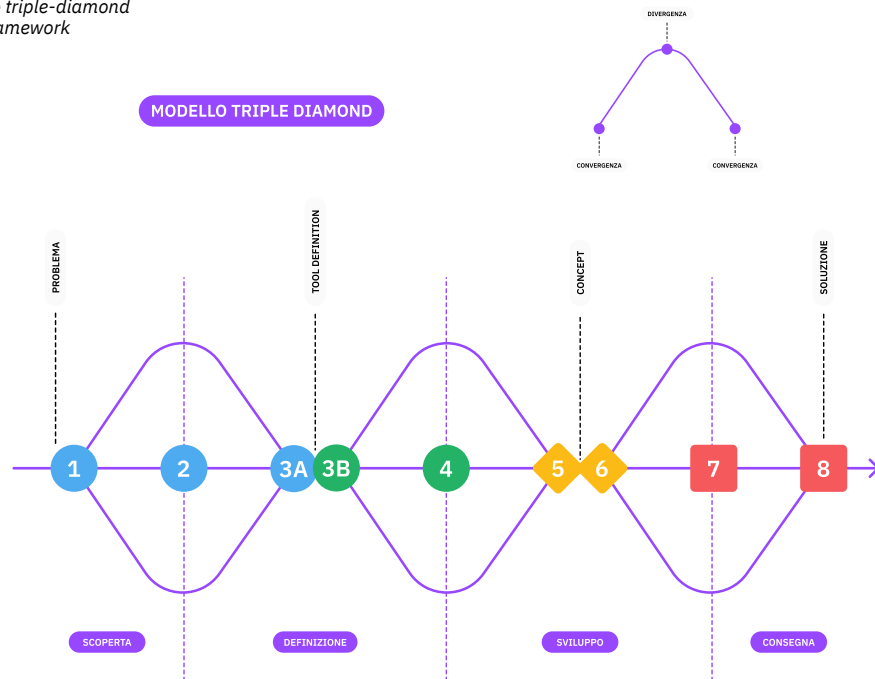 triple-diamond
DIVERGENZA
MODELLO TRIPLE DIAMOND
CONVERGENZA
CONVERGENZA
PROBLEMA
TOOL DEFINITION
CONCEPT
SOLUZIONE
1
2
3A
3B
4
5
6
7
8
SCOPERTA
DEFINIZIONE
SVILUPPO
CONSEGNA